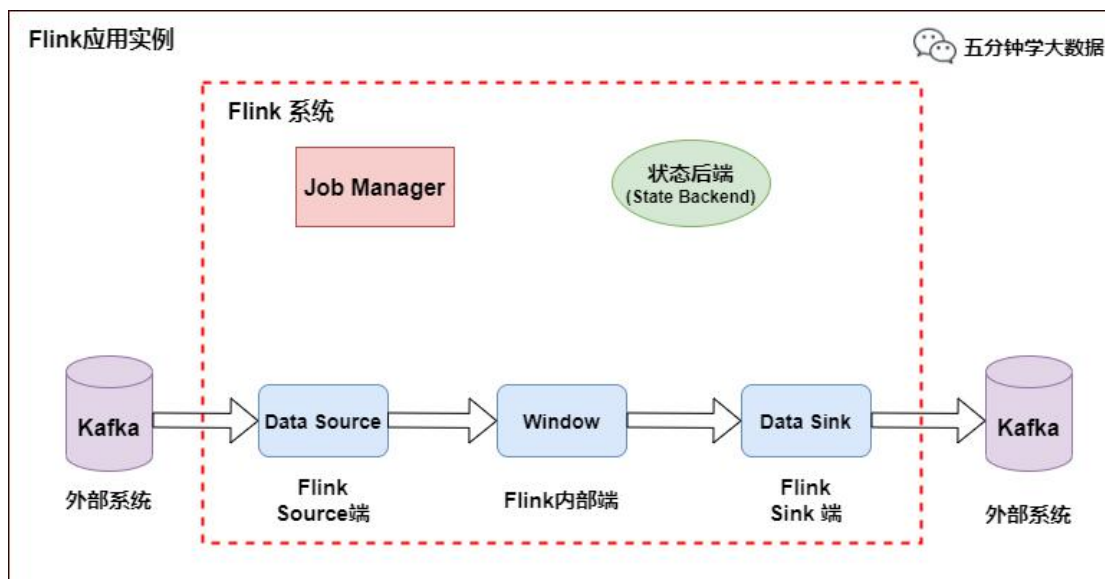 Flink应用实例
五分钟学大数据
Flink 系统
Job Manager
状态后端
(State Backend)
Kafka
Data Source
Window
Data Sink
Kafka
外部系统
Flink
Source端
Flink内部端
Flink
Sink 端
外部系统